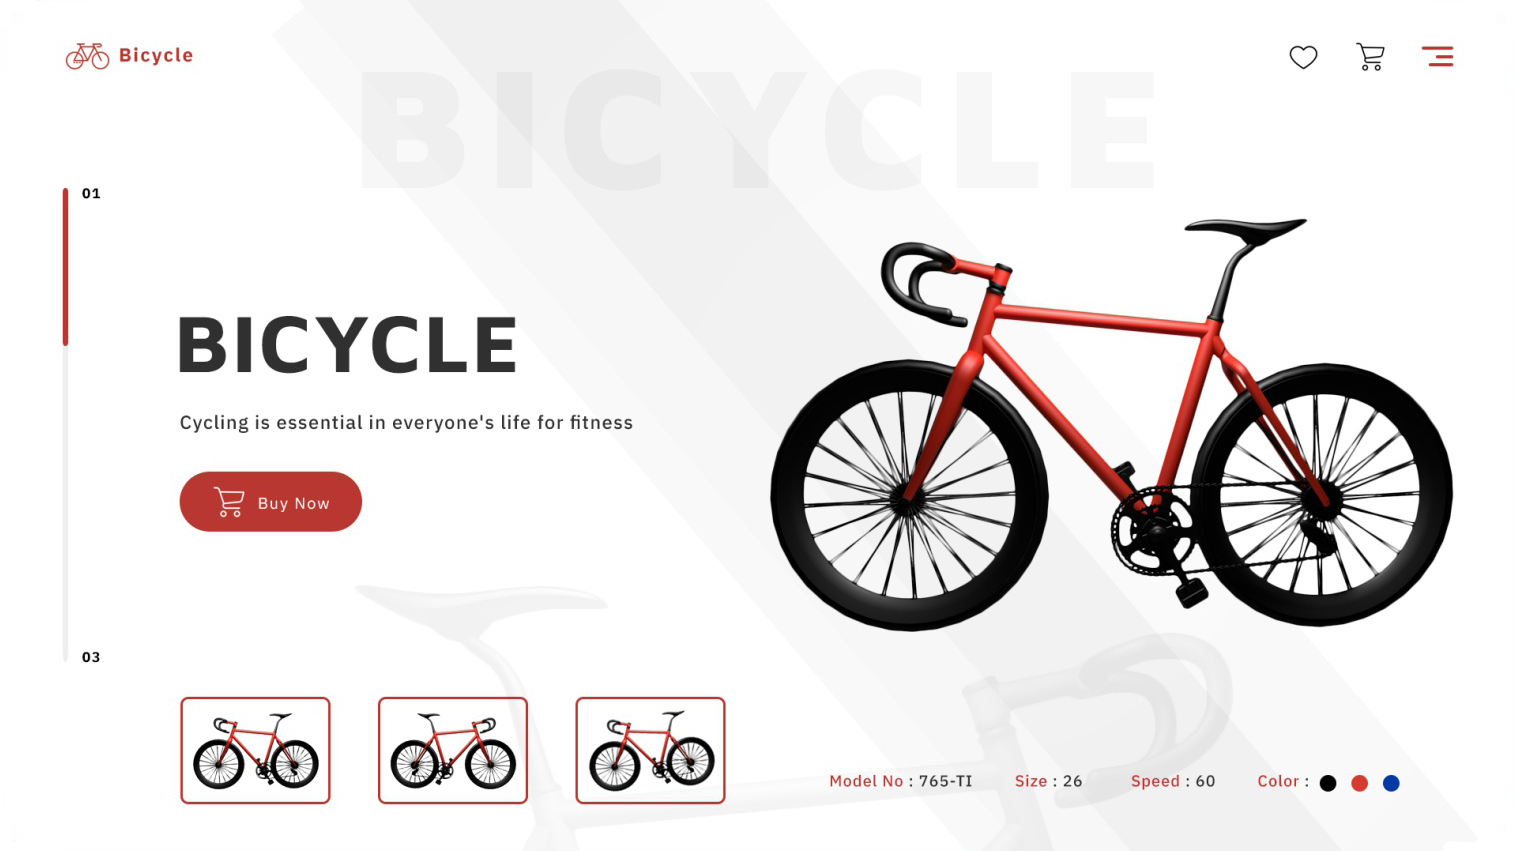 Bicycle
BICYCLE
01
BICYCLE
Cycling is essential in everyone's life for fitness
Buy Now
03
Model No : 765-TI
Size : 26
Speed : 60
Color :